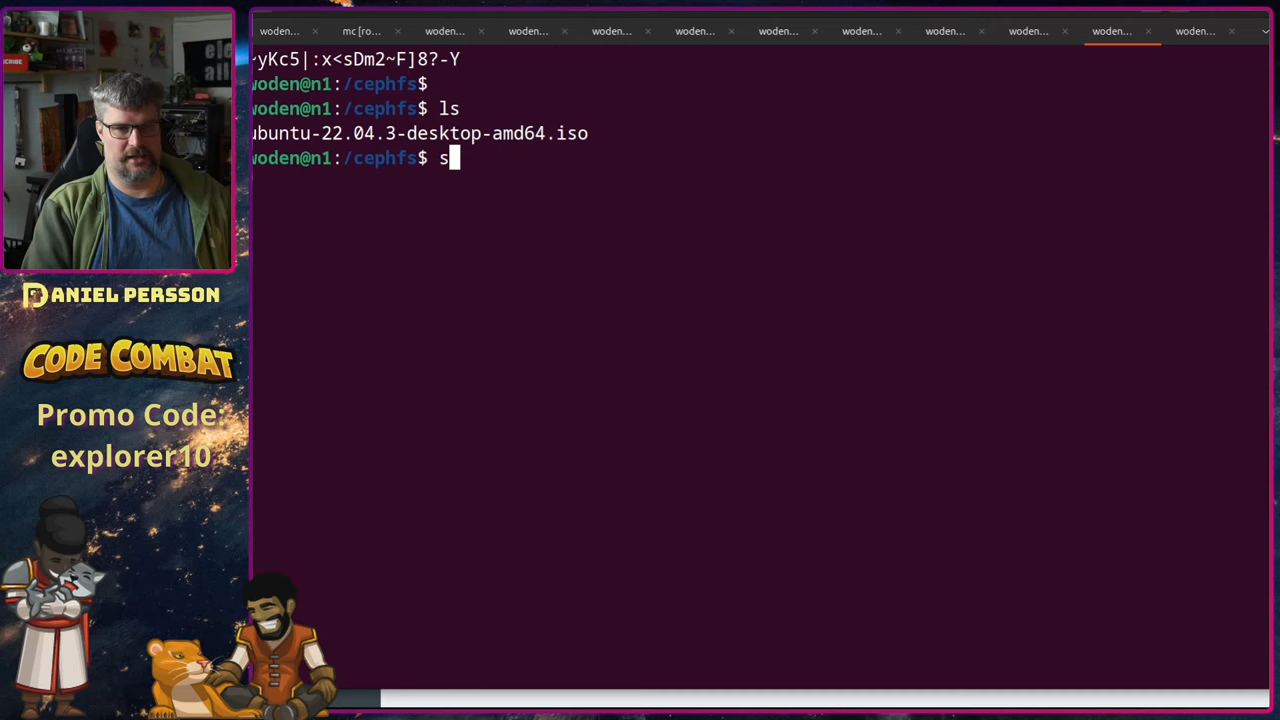 woden...
mc [ro...
woden...
woden...
woden...
woden...
woden...
woden...
woden...
woden...
woden...
woden...
~yKc5|:x<sDm2~F]8?-Y
woden@n1:/cephfs$
woden@n1:/cephfs$ ls
ubuntu-22.04.3-desktop-amd64.iso
woden@n1:/cephfs$ s
DANIEL PERSSON
CODE COMBAT
Promo Code:
explorer10